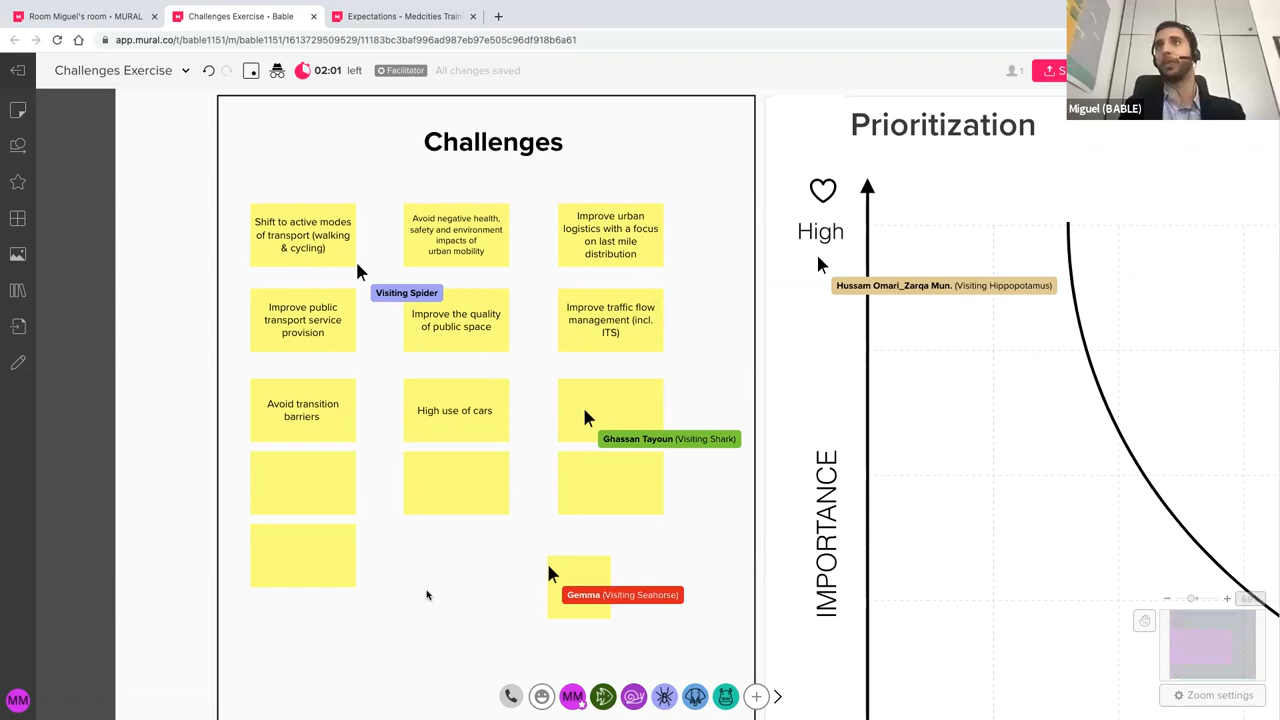 Room Miguel's room • MURAL
Challenges Exercise • Bable
Expectations - Medcities Train
app.mural.co/t/bable1151/m/bable1151/1613729509529/11183bc3baf996ad987eb97e505c96df918b6a61
Challenges Exercise
02:01 left
Facilitator
All changes saved
1
S
Miguel (BABLE)
Challenges
Shift to active modes
of transport (walking
& cycling)
Avoid negative health,
safety and environment
impacts of
urban mobility
Improve urban
logistics with a focus
on last mile
distribution
Visiting Spider
Improve public
transport service
provision
Improve the quality
of public space
Improve traffic flow
management (incl.
ITS)
Avoid transition
barriers
High use of cars
Ghassan Tayoun (Visiting Shark)
Gemma (Visiting Seahorse)
Prioritization
High
Hussam Omari_Zarqa Mun. (Visiting Hippopotamus)
IMPORTANCE
MM
MM
Zoom settings